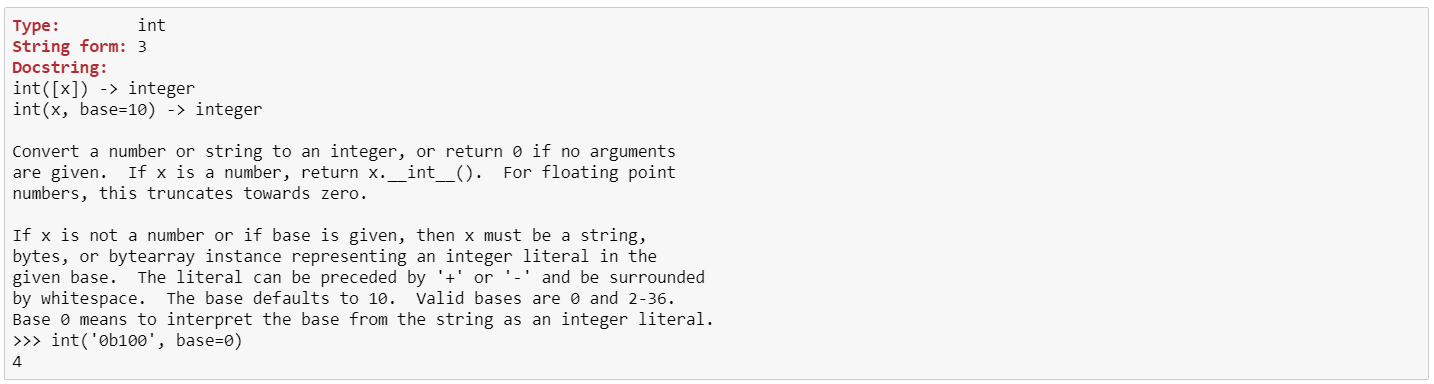 Type:        int
String form: 3
Docstring:
int([x]) -> integer
int(x, base=10) -> integer

Convert a number or string to an integer, or return 0 if no arguments
are given.  If x is a number, return x.__int__().  For floating point
numbers, this truncates towards zero.

If x is not a number or if base is given, then x must be a string,
bytes, or bytearray instance representing an integer literal in the
given base.  The literal can be preceded by '+' or '-' and be surrounded
by whitespace.  The base defaults to 10.  Valid bases are 0 and 2-36.
Base 0 means to interpret the base from the string as an integer literal.
>>> int('0b100', base=0)
4